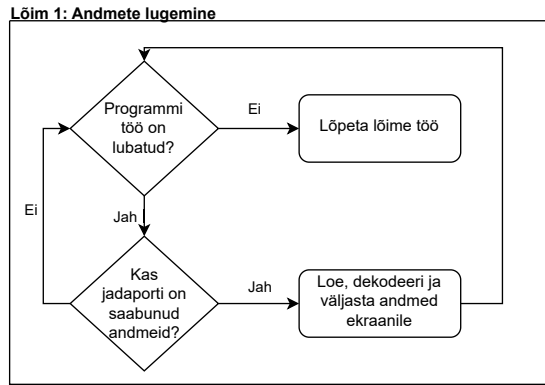 Lõim 1: Andmete lugemine
Programmi
töö on
lubatud?
Ei
Lõpeta lõime töö
Ei
Jah
Kas
jadaporti on
saabunud
andmeid?
Jah
Loe, dekodeeri ja
väljasta andmed
ekraanile